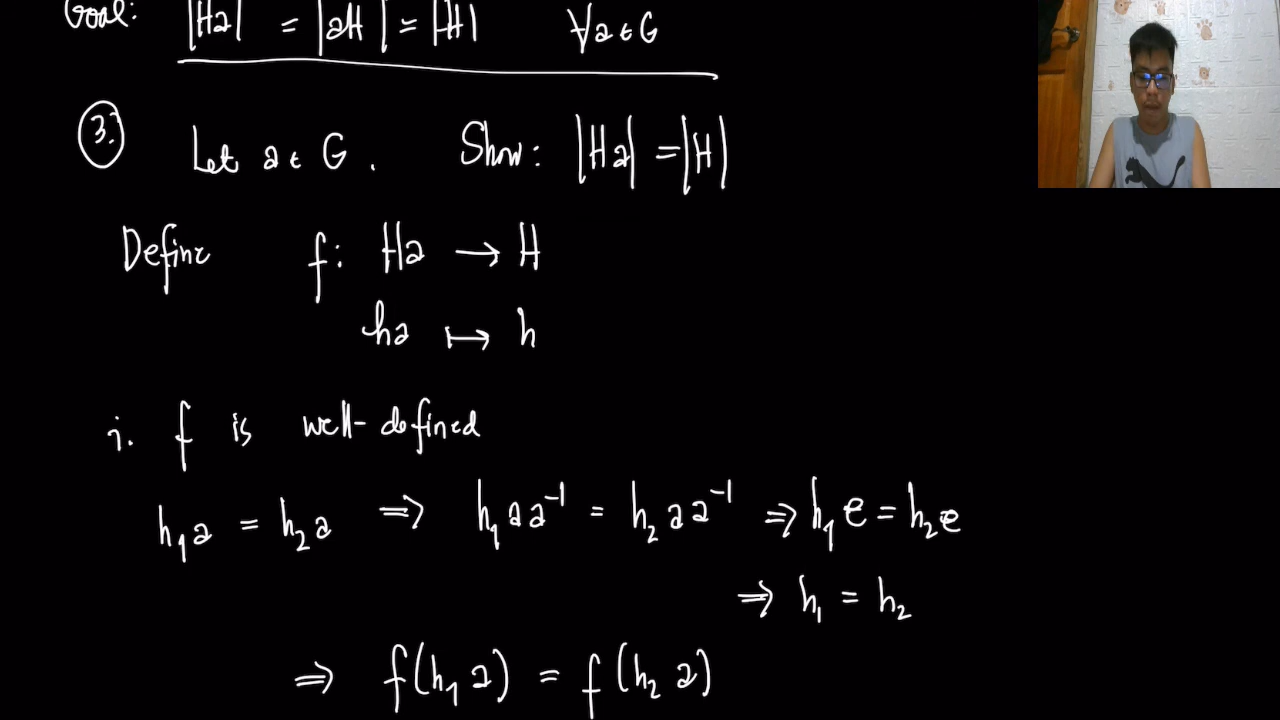 Goal: |Ha| = |aH| = |H| ∀a∈G
3. Let a ∈ G. Show: |Ha| = |H|
Define f: Ha → H
ha ↦ h
i. f is well-defined
h₁a = h₂a ⇒ h₁aa⁻¹ = h₂aa⁻¹ ⇒ h₁e = h₂e
⇒ h₁ = h₂
⇒ f(h₁a) = f(h₂a)